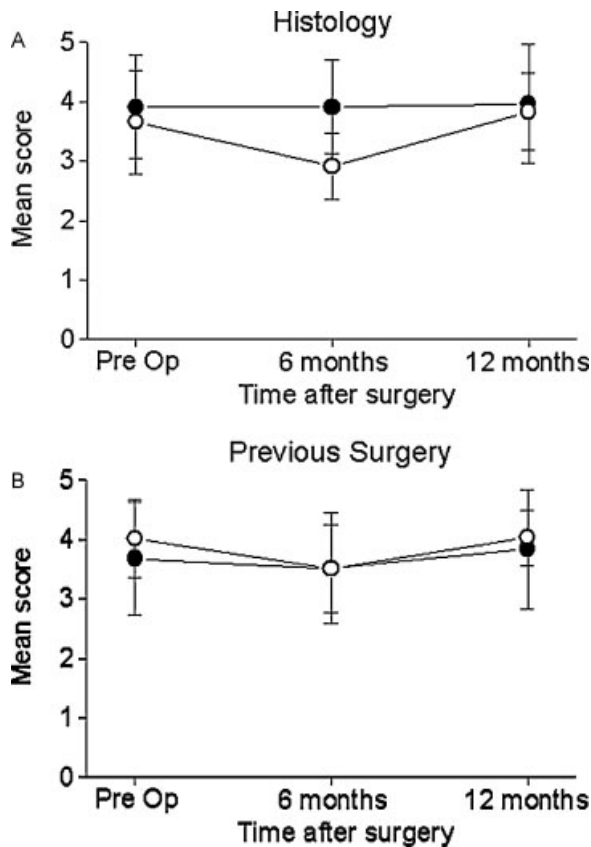 A
Histology
5
4
3
2
1
0
Mean score
Pre Op 6 months 12 months
Time after surgery
B
Previous Surgery
5
4
3
2
1
0
Mean score
Pre Op 6 months 12 months
Time after surgery